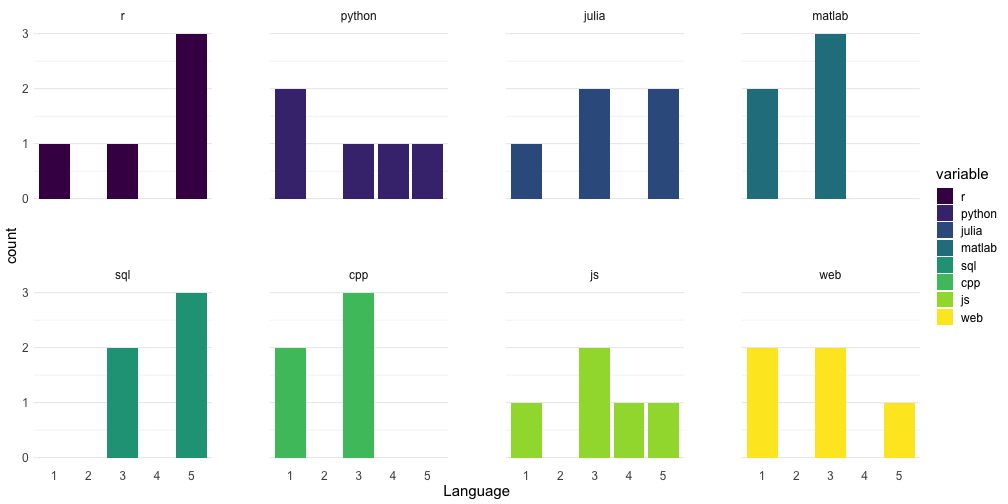 r python julia matlab
3
2
1
0
count
sql cpp js web
3
2
1
0
1 2 3 4 5 1 2 3 4 5 1 2 3 4 5 1 2 3 4 5
Language
variable
r
python
julia
matlab
sql
cpp
js
web